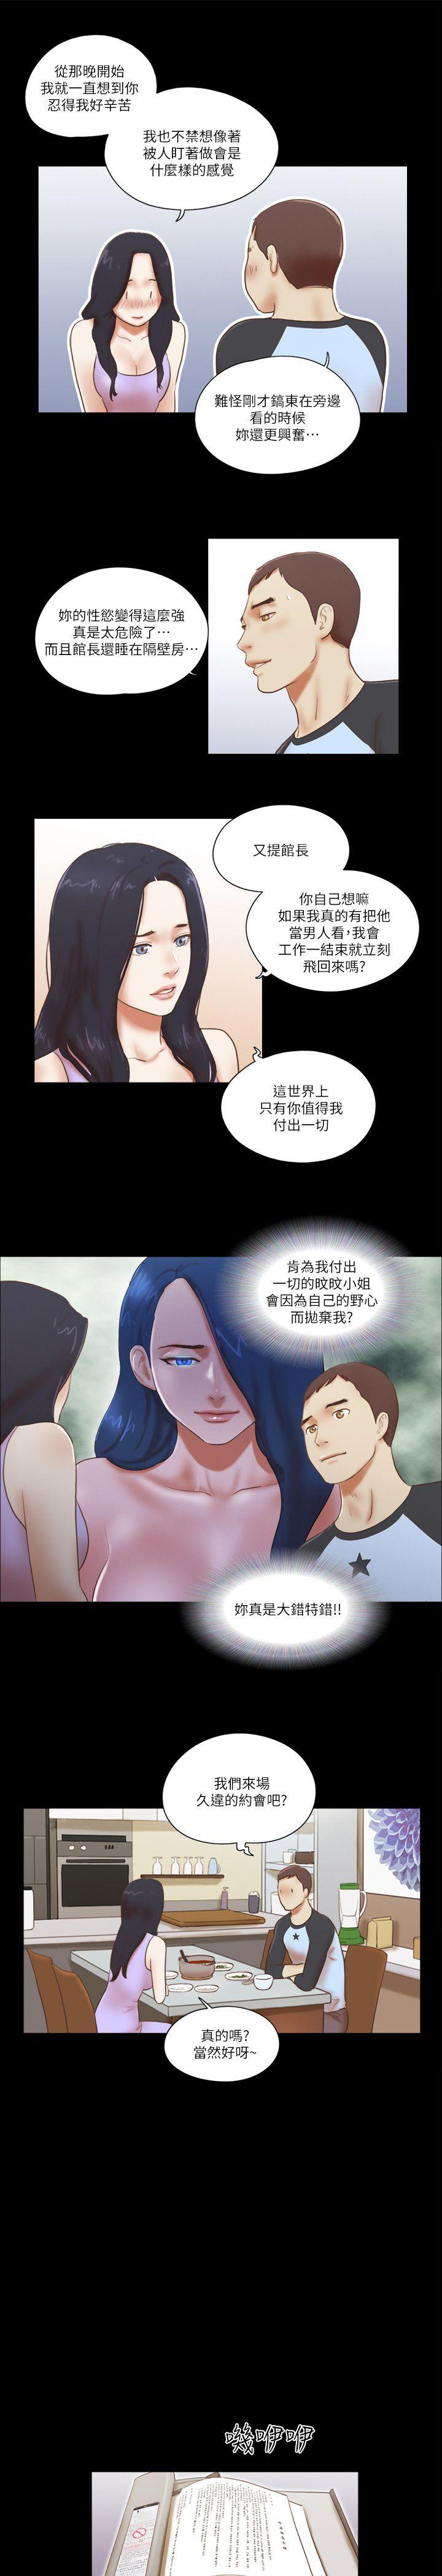 從那晚開始
我就一直想到你
忍得我好辛苦
我也不禁想像著
被人盯著做會是
什麼樣的感覺
難怪剛才鎬東在旁邊
看的時候
妳還更興奮⋯
妳的性慾變得這麼強
真是太危險了⋯
而且館長還睡在隔壁房⋯
又提館長
你自己想嘛
如果我真的有把他
當男人看，我會
工作一結束就立刻
飛回來嗎?
這世界上
只有你值得我
付出一切
肯為我付出
一切的旼旼小姐
會因為自己的野心
而拋棄我?
妳真是大錯特錯!!
我們來場
久違的約會吧?
真的嗎?
當然好呀~
嘰咿咿